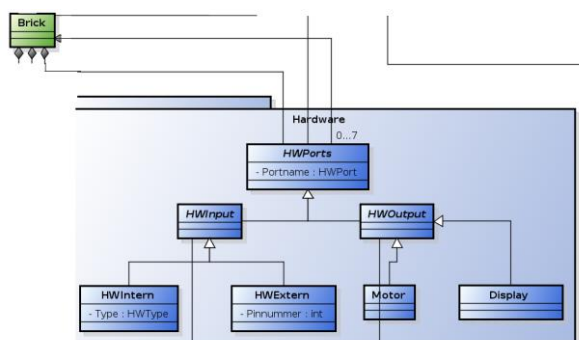 Brick
Hardware
0...7
HWPorts
- Portname : HWPort
HWInput
HWOutput
HWIntern
- Type : HWType
HWExtern
- Pinnummer : int
Motor
Display